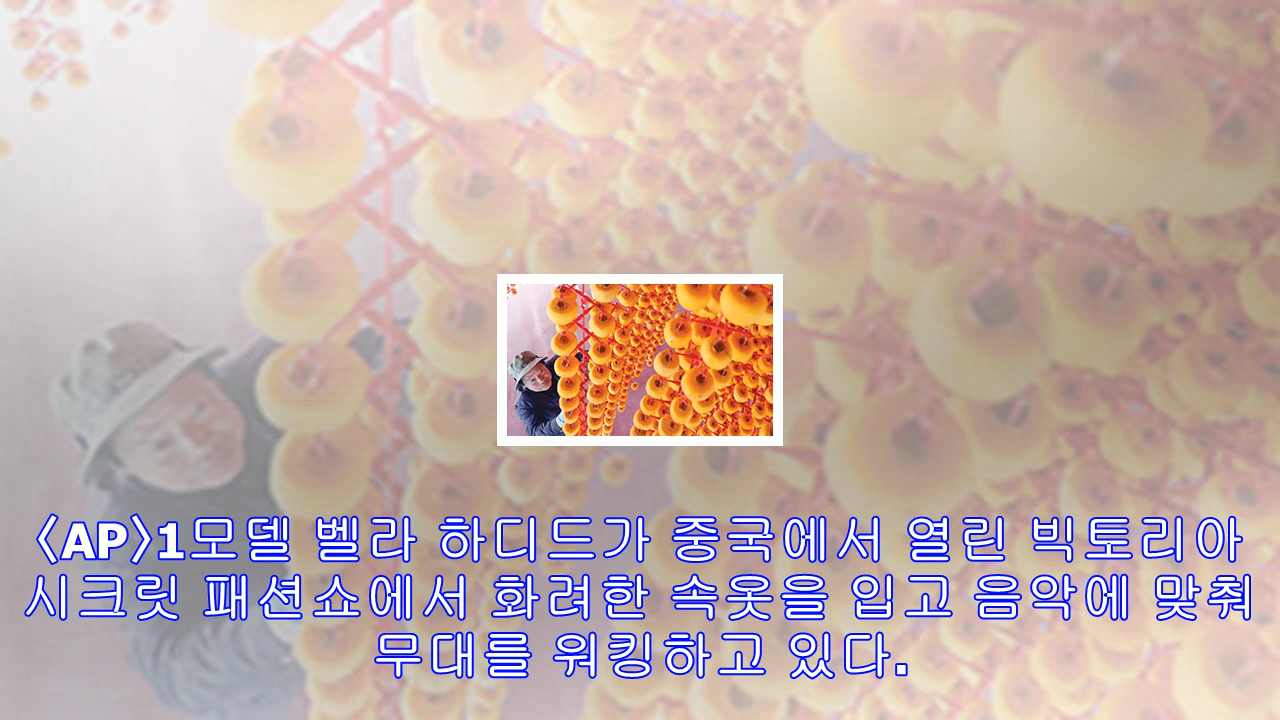 〈AP〉1모델 벨라 하디드가 중국에서 열린 빅토리아
시크릿 패션쇼에서 화려한 속옷을 입고 음악에 맞춰
무대를 워킹하고 있다.